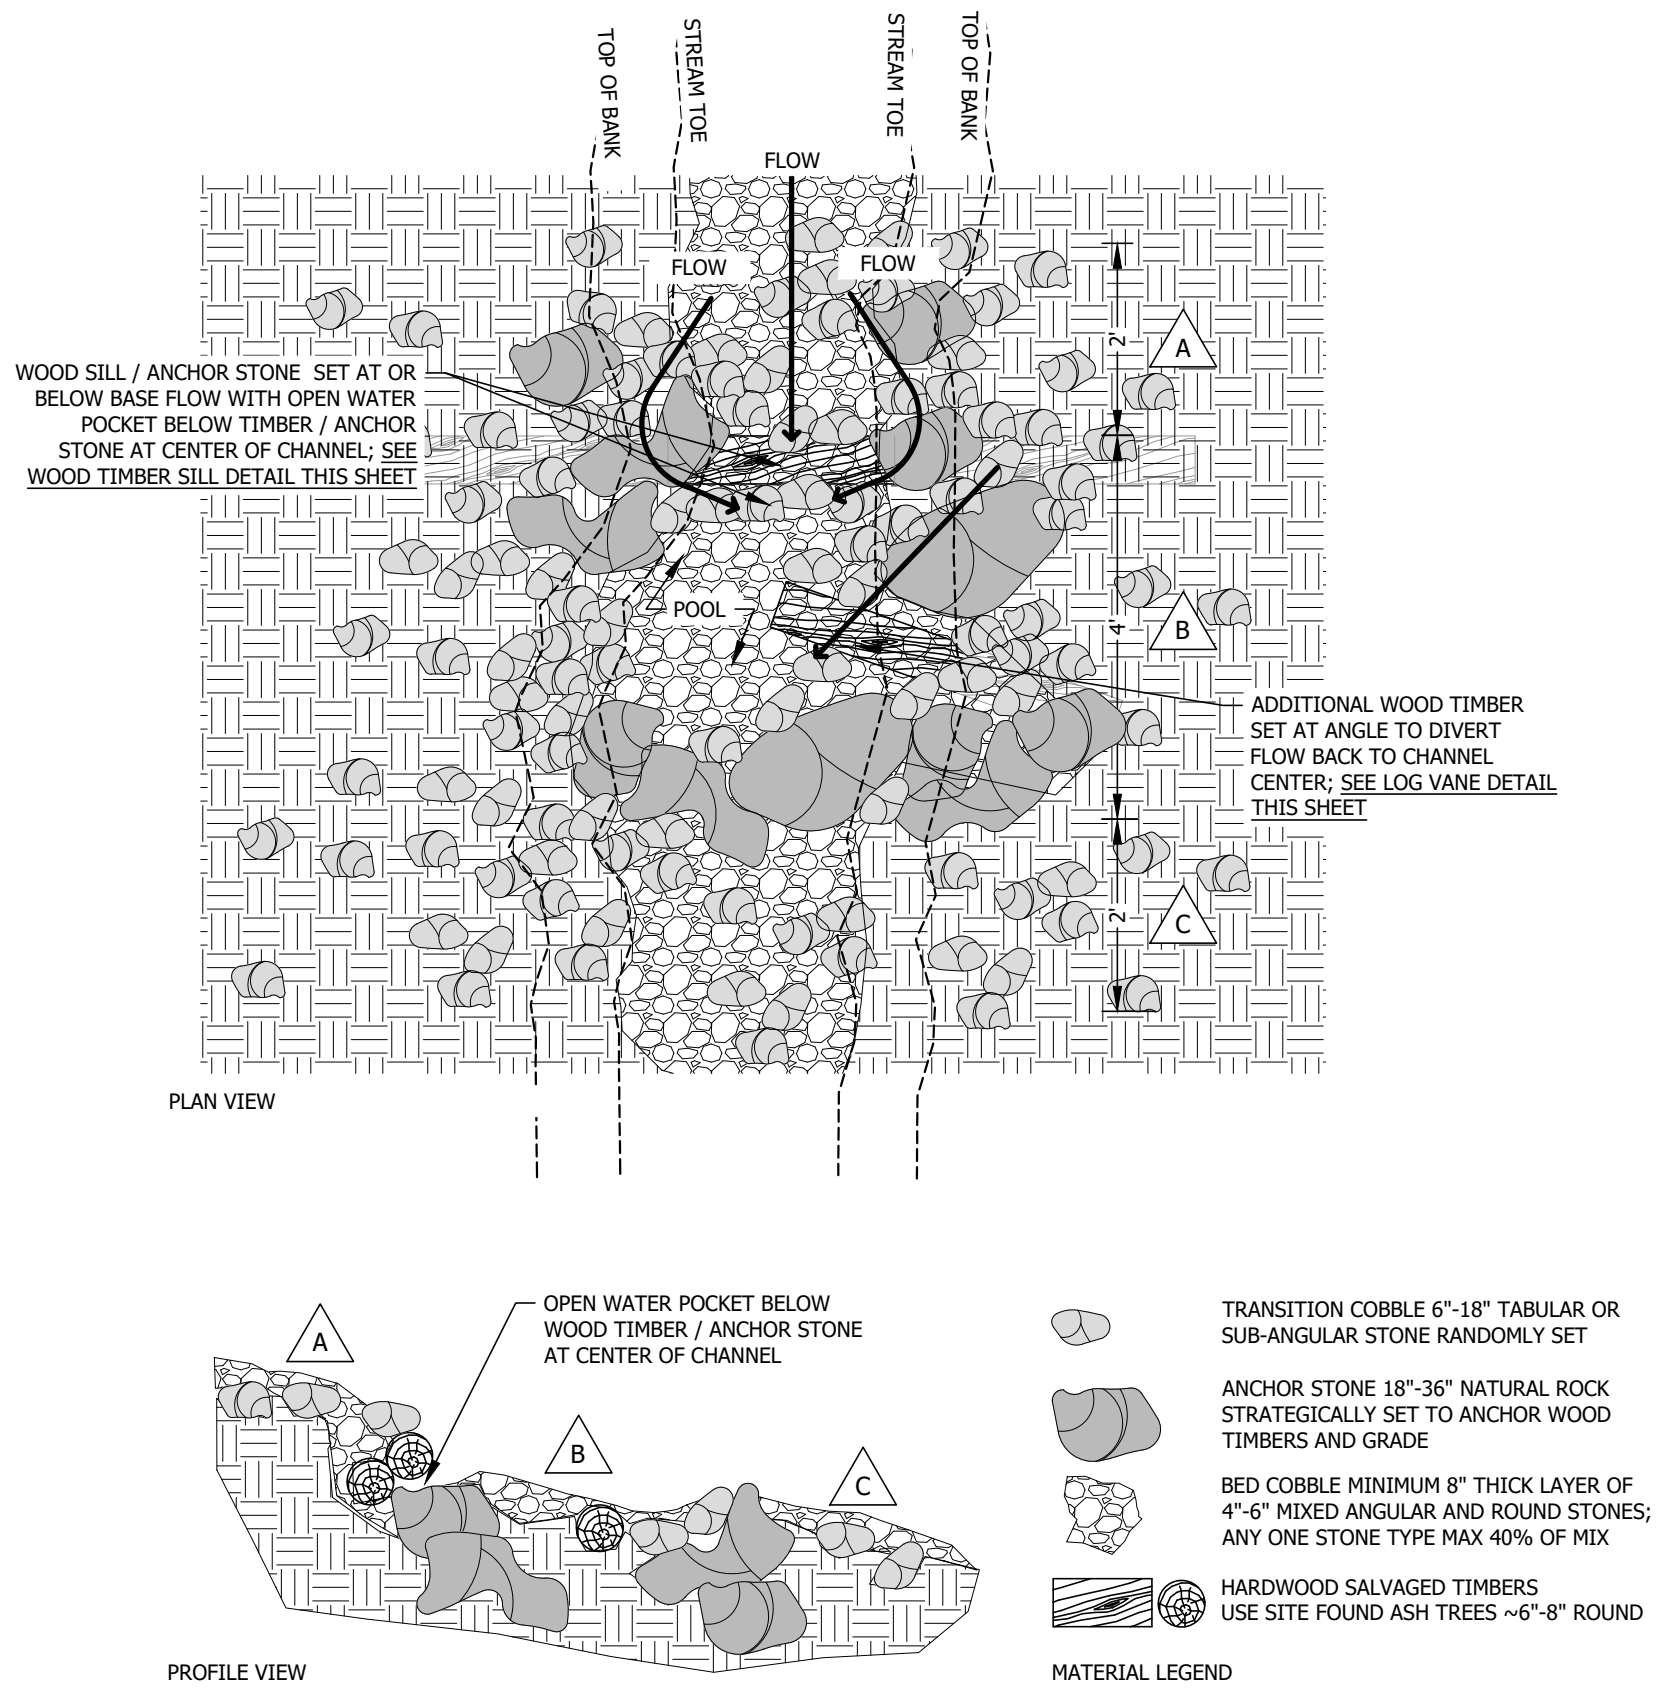 TOP OF BANK
STREAM TOE
STREAM TOE
TOP OF BANK
FLOW
FLOW
FLOW
2'
A
WOOD SILL / ANCHOR STONE  SET AT OR
BELOW BASE FLOW WITH OPEN WATER
POCKET BELOW TIMBER / ANCHOR
STONE AT CENTER OF CHANNEL; SEE
WOOD TIMBER SILL DETAIL THIS SHEET
POOL
4'
B
ADDITIONAL WOOD TIMBER
SET AT ANGLE TO DIVERT
FLOW BACK TO CHANNEL
CENTER; SEE LOG VANE DETAIL
THIS SHEET
2'
C
PLAN VIEW
A
OPEN WATER POCKET BELOW
WOOD TIMBER / ANCHOR STONE
AT CENTER OF CHANNEL
B
C
PROFILE VIEW
TRANSITION COBBLE 6"-18" TABULAR OR
SUB-ANGULAR STONE RANDOMLY SET
ANCHOR STONE 18"-36" NATURAL ROCK
STRATEGICALLY SET TO ANCHOR WOOD
TIMBERS AND GRADE
BED COBBLE MINIMUM 8" THICK LAYER OF
4"-6" MIXED ANGULAR AND ROUND STONES;
ANY ONE STONE TYPE MAX 40% OF MIX
HARDWOOD SALVAGED TIMBERS
USE SITE FOUND ASH TREES ~6"-8" ROUND
MATERIAL LEGEND